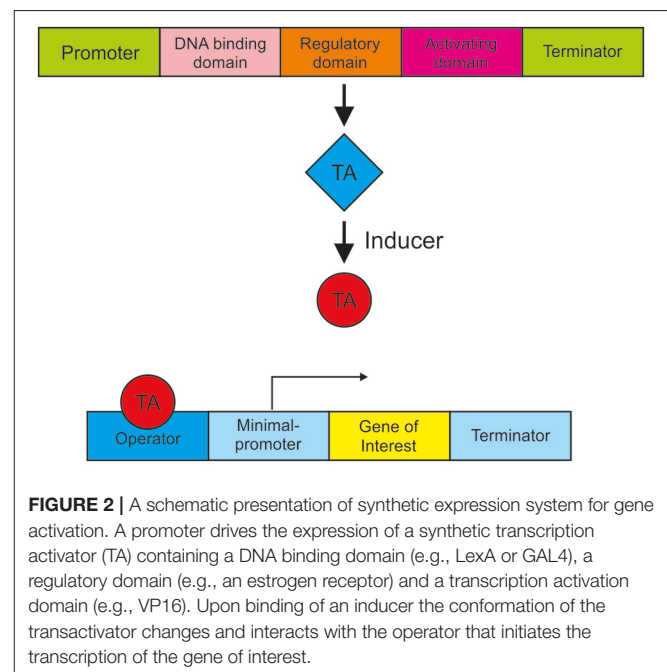 Promoter DNA binding domain Regulatory domain Activating domain Terminator
TA
Inducer
TA
TA
Operator Minimal-promoter Gene of Interest Terminator
FIGURE 2 | A schematic presentation of synthetic expression system for gene
activation. A promoter drives the expression of a synthetic transcription
activator (TA) containing a DNA binding domain (e.g., LexA or GAL4), a
regulatory domain (e.g., an estrogen receptor) and a transcription activation
domain (e.g., VP16). Upon binding of an inducer the conformation of the
transactivator changes and interacts with the operator that initiates the
transcription of the gene of interest.